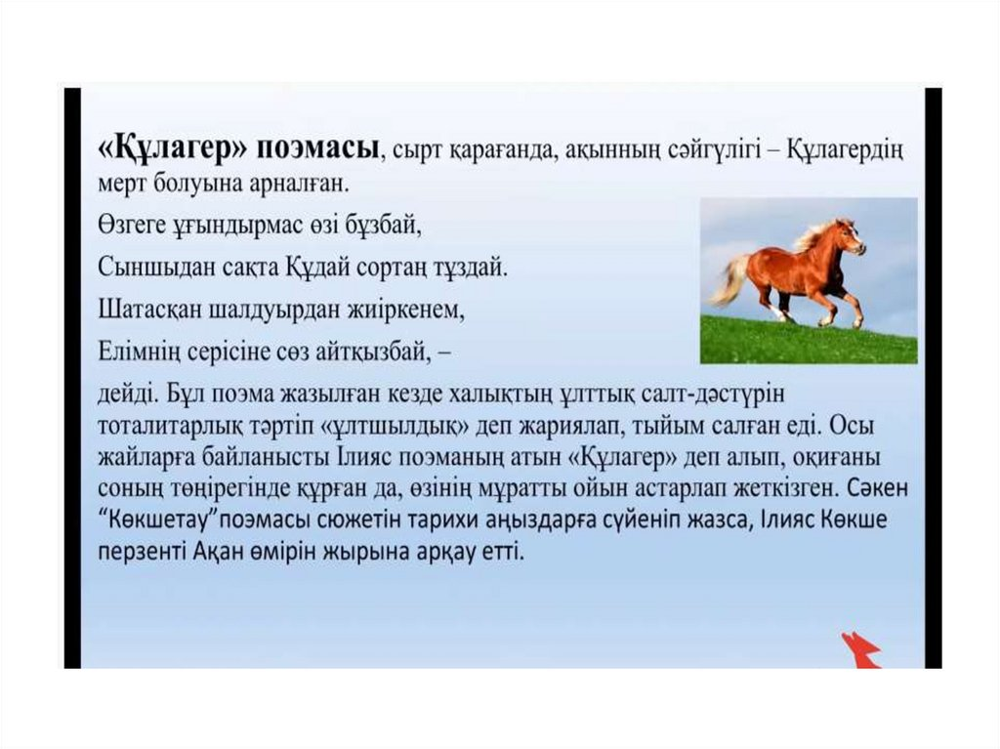 «Құлагер» поэмасы, сырт қарағанда, ақынның сәйгүлігі – Құлагердің
мерт болуына арналған.
Өзгеге ұғындырмас өзі бұзбай,
Сыншыдан сақта Құдай сортаң тұздай.
Шатасқан шалдуырдан жиіркенем,
Елімнің серісіне сөз айтқызбай, –
дейді. Бұл поэма жазылған кезде халықтың ұлттық салт-дәстүрін
тоталитарлық тәртіп «ұлтшылдық» деп жариялап, тыйым салған еді. Осы
жайларға байланысты Ілияс поэманың атын «Құлагер» деп алып, оқиғаны
соның төңірегінде құрған да, өзінің мұратты ойын астарлап жеткізген. Сәкен
“Көкшетау”поэмасы сюжетін тарихи аңыздарға сүйеніп жазса, Ілияс Көкше
перзенті Ақан өмірін жырына арқау етті.